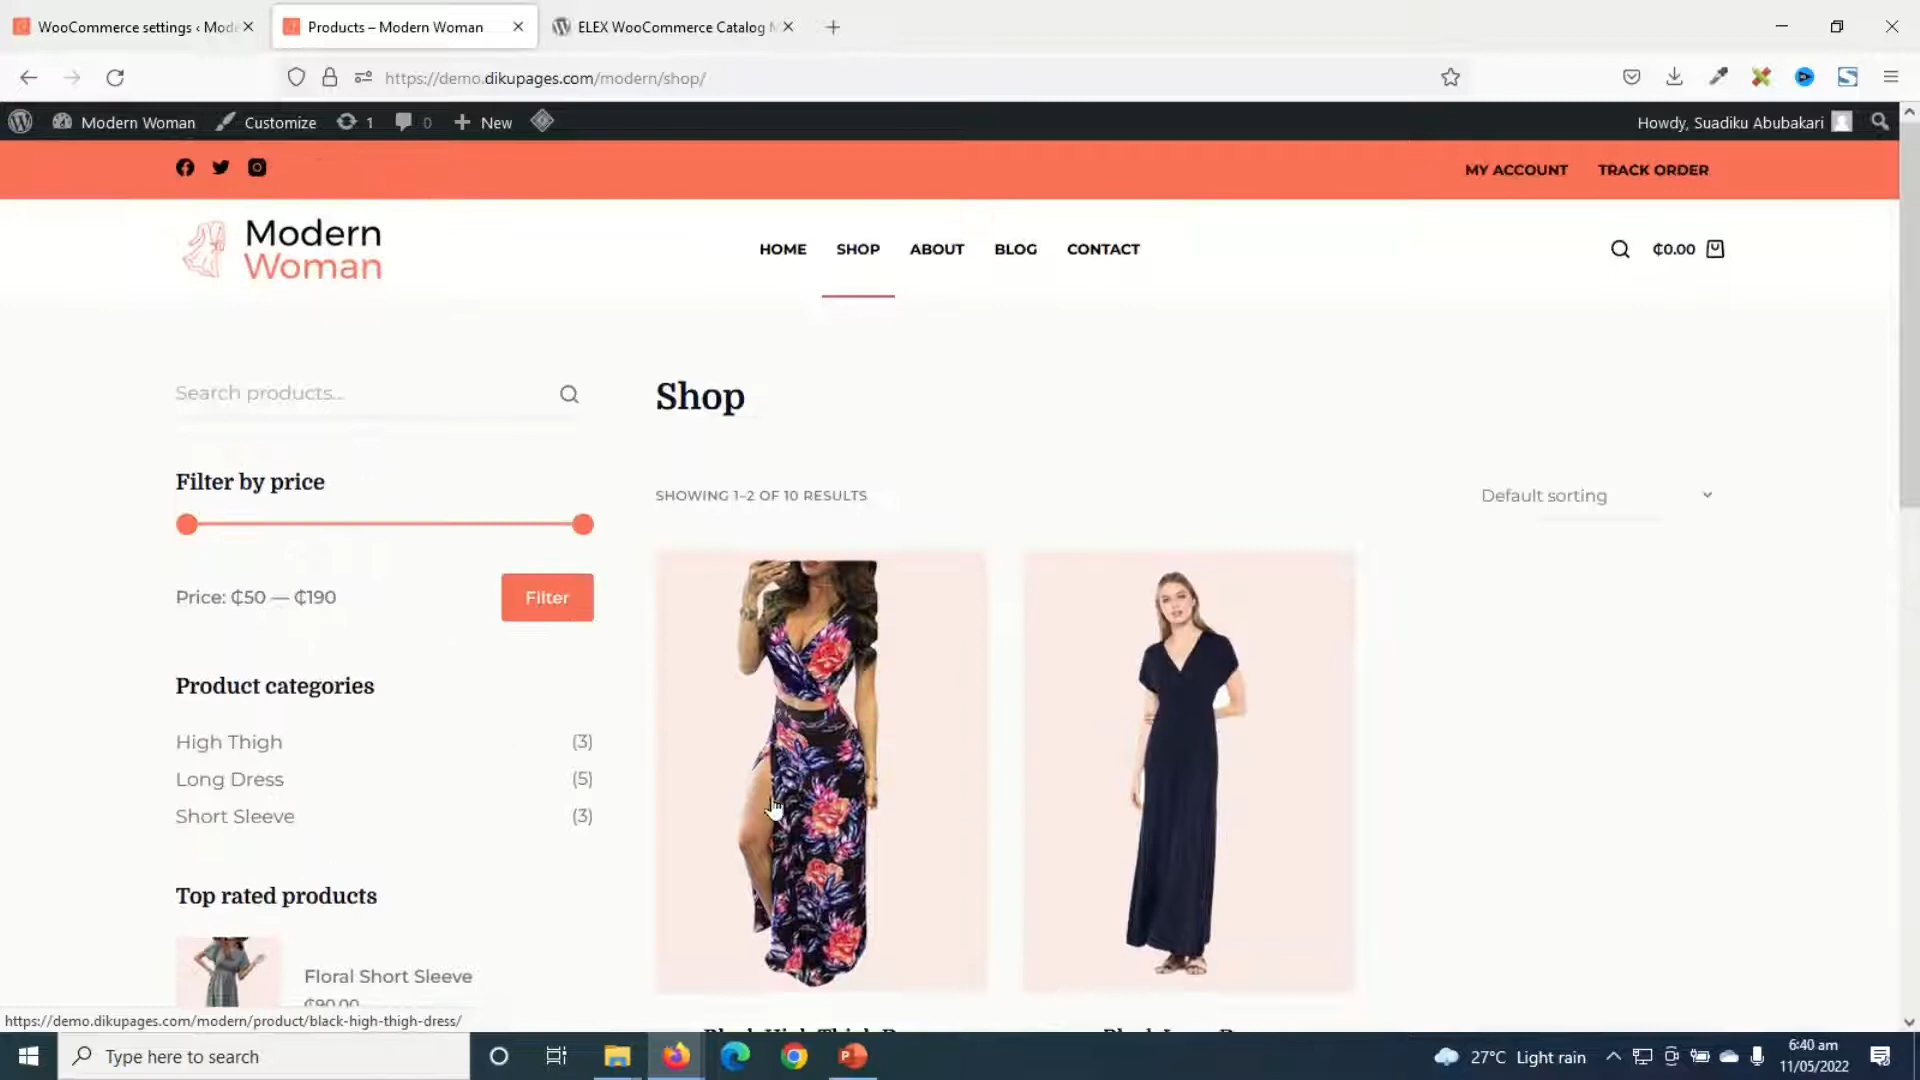 WooCommerce settings ‹ Mode
Products – Modern Woman
ELEX WooCommerce Catalog M
https://demo.dikupages.com/modern/shop/
Modern Woman
Customize
1
0
New
Howdy, Suadiku Abubakari
MY ACCOUNT
TRACK ORDER
Modern
Woman
HOME
SHOP
ABOUT
BLOG
CONTACT
₵0.00
Search products...
Shop
Filter by price
SHOWING 1–2 OF 10 RESULTS
Default sorting
Price: ₵50 — ₵190
Filter
Product categories
High Thigh (3)
Long Dress (5)
Short Sleeve (3)
Top rated products
Floral Short Sleeve
₵90.00
https://demo.dikupages.com/modern/product/black-high-thigh-dress/
Type here to search
27°C Light rain
6:40 am
11/05/2022